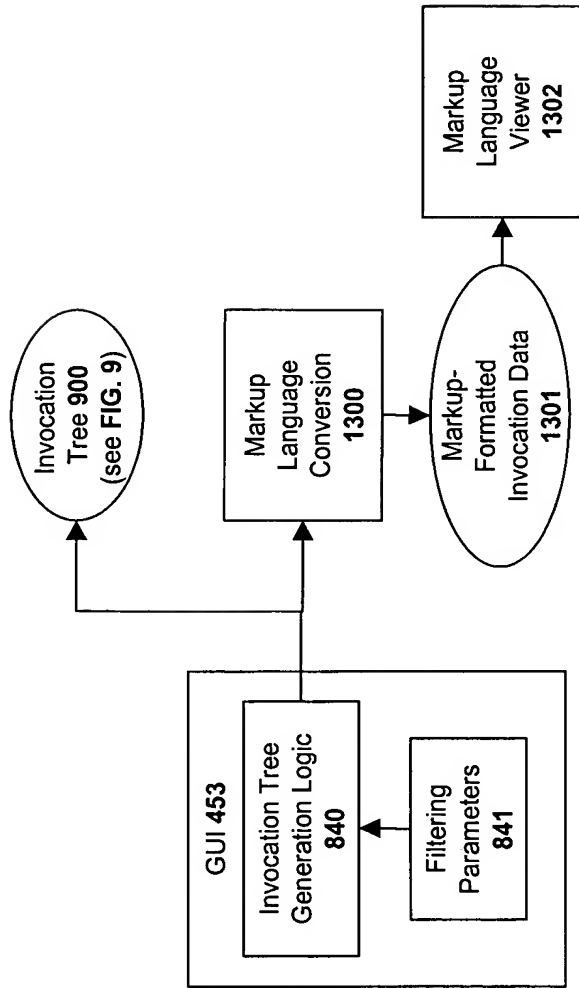 GUI 453
Invocation Tree
Generation Logic
840
Filtering
Parameters
841
Invocation
Tree 900
(see FIG. 9)
Markup
Language
Conversion
1300
Markup-
Formatted
Invocation Data
1301
Markup
Language
Viewer
1302